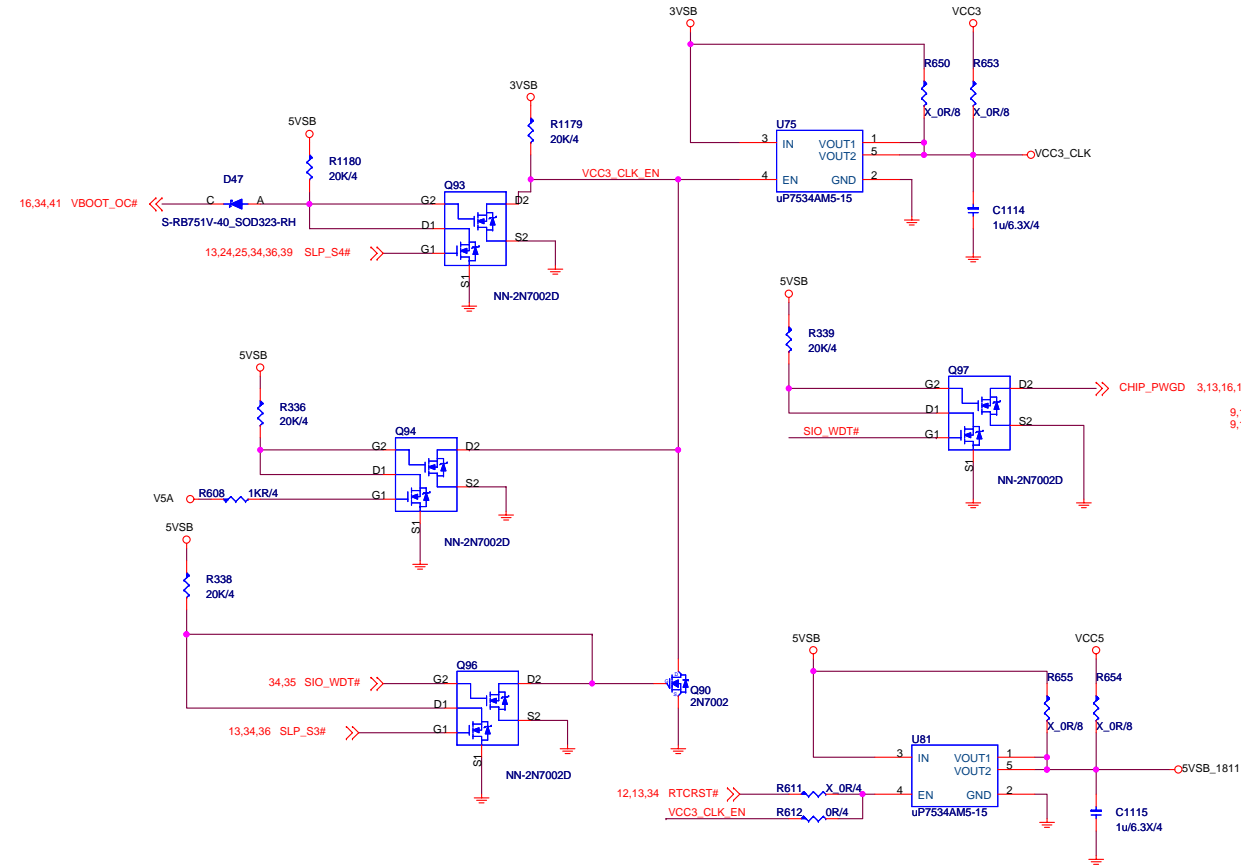 3VSB
VCC3
R650
R653
X_0R/8
X_0R/8
3VSB
R1179
20K/4
5VSB
R1180
20K/4
U75
3
IN
VOUT1
1
VOUT2
5
VCC3_CLK
4
EN
GND
2
uP7534AM5-15
VCC3_CLK_EN
C1114
1u/6.3X/4
D47
C
A
16,34,41 VBOOT_OC#
S-RB751V-40_SOD323-RH
Q93
G2
D2
D1
S2
13,24,25,34,36,39 SLP_S4#
G1
S1
NN-2N7002D
5VSB
R339
20K/4
Q97
G2
D2
CHIP_PWGD 3,13,16,1
D1
9,
9,
S2
SIO_WDT#
G1
S1
NN-2N7002D
5VSB
R336
20K/4
Q94
G2
D2
D1
S2
V5A
R608
1KR/4
G1
S1
NN-2N7002D
5VSB
R338
20K/4
Q96
34,35 SIO_WDT#
G2
D2
D1
S2
13,34,36 SLP_S3#
G1
S1
NN-2N7002D
Q90
2N7002
5VSB
VCC5
R655
R654
X_0R/8
X_0R/8
U81
3
IN
VOUT1
1
VOUT2
5
5VSB_1811
4
EN
GND
2
uP7534AM5-15
12,13,34 RTCRST#
R611
X_0R/4
VCC3_CLK_EN
R612
0R/4
C1115
1u/6.3X/4